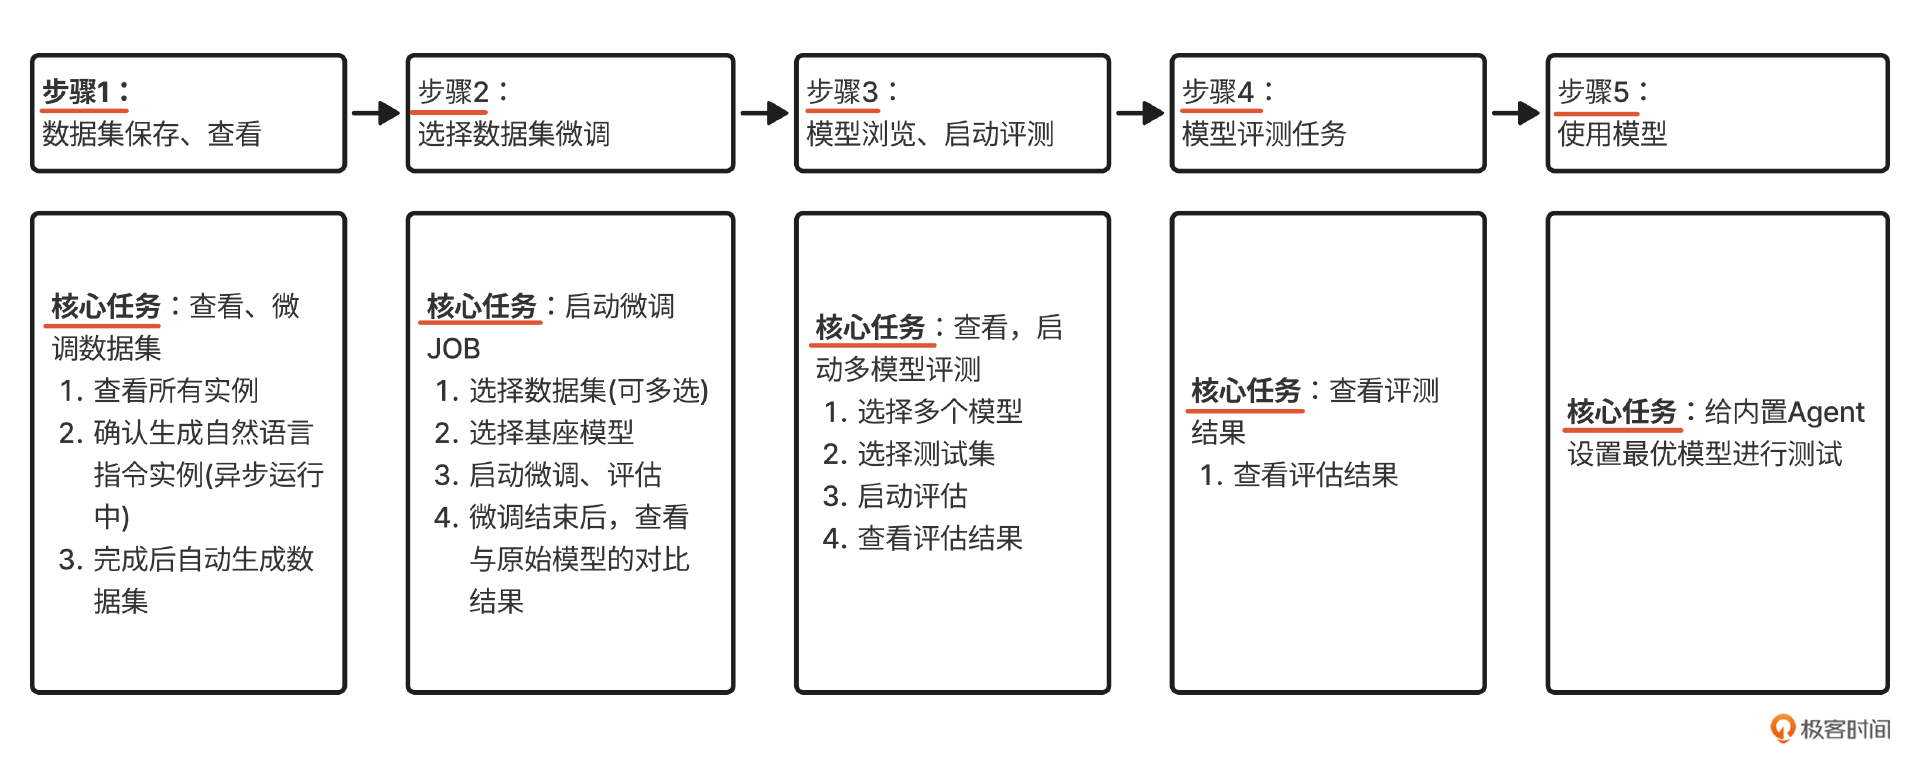 步骤1：
数据集保存、查看
步骤2：
选择数据集微调
步骤3：
模型浏览、启动评测
步骤4：
模型评测任务
步骤5：
使用模型
核心任务：查看、微
调数据集
1. 查看所有实例
2. 确认生成自然语言
指令实例(异步运行
中)
3. 完成后自动生成数
据集
核心任务：启动微调
JOB
1. 选择数据集(可多选)
2. 选择基座模型
3. 启动微调、评估
4. 微调结束后，查看
与原始模型的对比
结果
核心任务：查看，启
动多模型评测
1. 选择多个模型
2. 选择测试集
3. 启动评估
4. 查看评估结果
核心任务：查看评测
结果
1. 查看评估结果
核心任务：给内置Agent
设置最优模型进行测试
极客时间